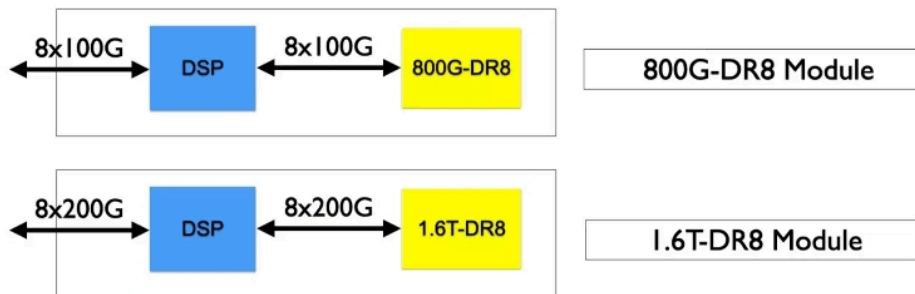 8x100G
DSP
8x100G
800G-DR8
800G-DR8 Module
8x200G
DSP
8x200G
1.6T-DR8
1.6T-DR8 Module